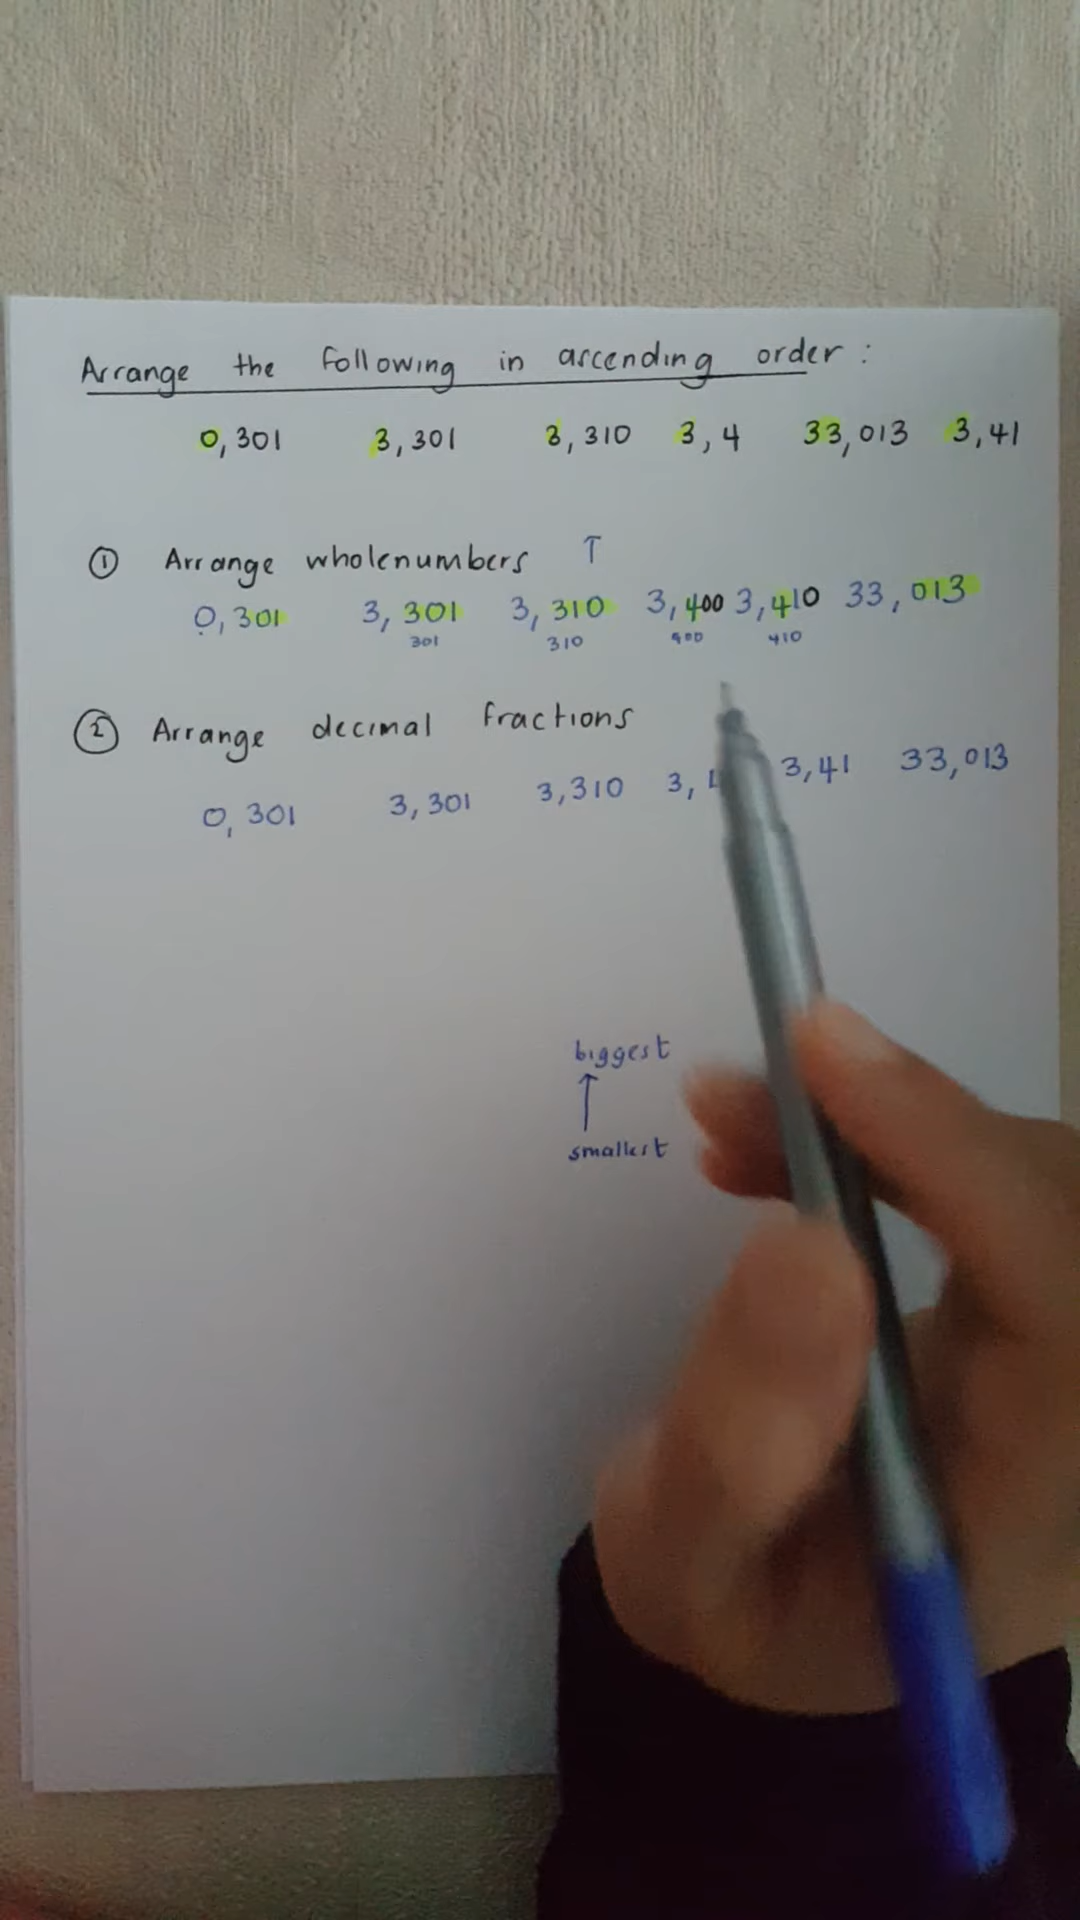 Arrange the following in ascending order :
0,301 3,301 3,310 3,4 33,013 3,41
① Arrange wholenumbers ↑
0,301 3,301 3,310 3,400 3,410 33,013
301 310 400 410
② Arrange decimal fractions
0,301 3,301 3,310 3, 3,41 33,013
biggest
↑
smallest